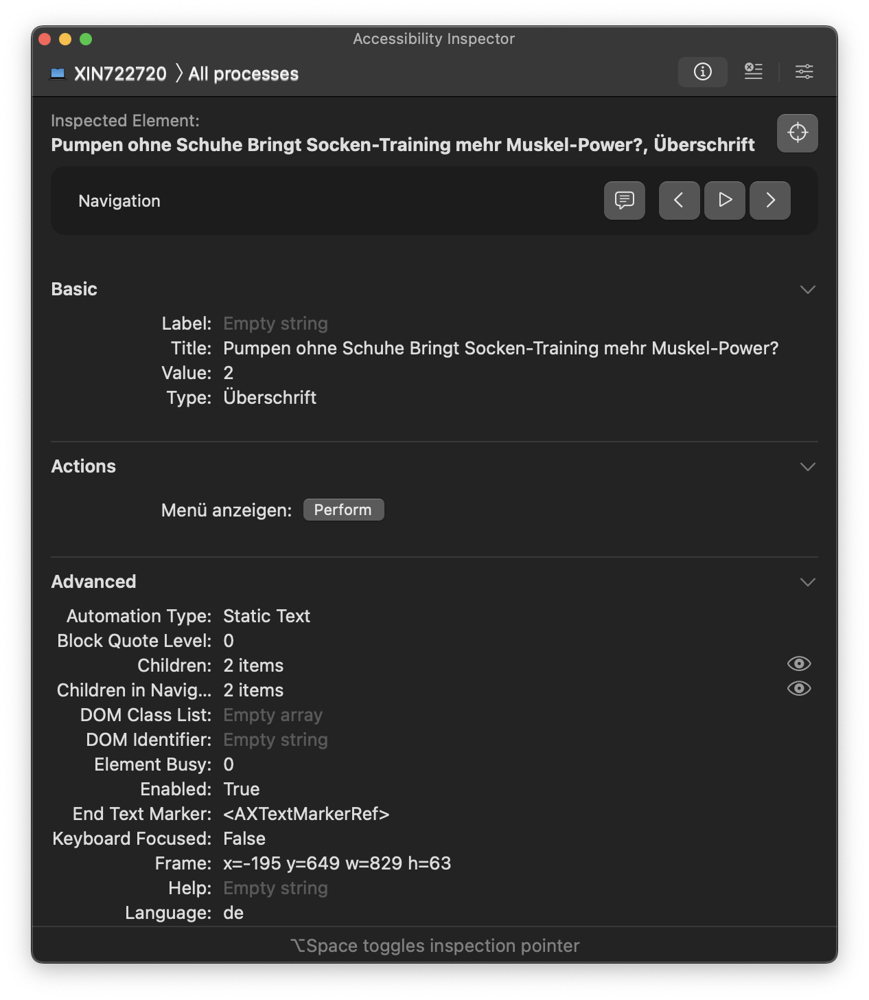 Accessibility Inspector
XIN722720 〉All processes
Inspected Element:
Pumpen ohne Schuhe Bringt Socken-Training mehr Muskel-Power?, Überschrift
Navigation
Basic
Label: Empty string
Title: Pumpen ohne Schuhe Bringt Socken-Training mehr Muskel-Power?
Value: 2
Type: Überschrift
Actions
Menü anzeigen: Perform
Advanced
Automation Type: Static Text
Block Quote Level: 0
Children: 2 items
Children in Navig... 2 items
DOM Class List: Empty array
DOM Identifier: Empty string
Element Busy: 0
Enabled: True
End Text Marker: <AXTextMarkerRef>
Keyboard Focused: False
Frame: x=-195 y=649 w=829 h=63
Help: Empty string
Language: de
⌥Space toggles inspection pointer